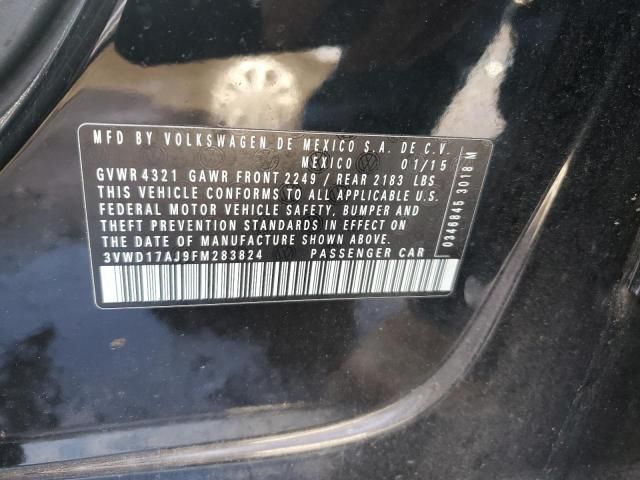 MFD BY VOLKSWAGEN DE MEXICO S.A. DE C.V.
MEXICO 01/15
GVWR 4321 GAWR FRONT 2249 / REAR 2183 LBS
THIS VEHICLE CONFORMS TO ALL APPLICABLE U.S.
FEDERAL MOTOR VEHICLE SAFETY, BUMPER AND
THEFT PREVENTION STANDARDS IN EFFECT ON THE
DATE OF MANUFACTURE SHOWN ABOVE.
3VWD17AJ9FM283824 PASSENGER CAR
0346845 3018 M